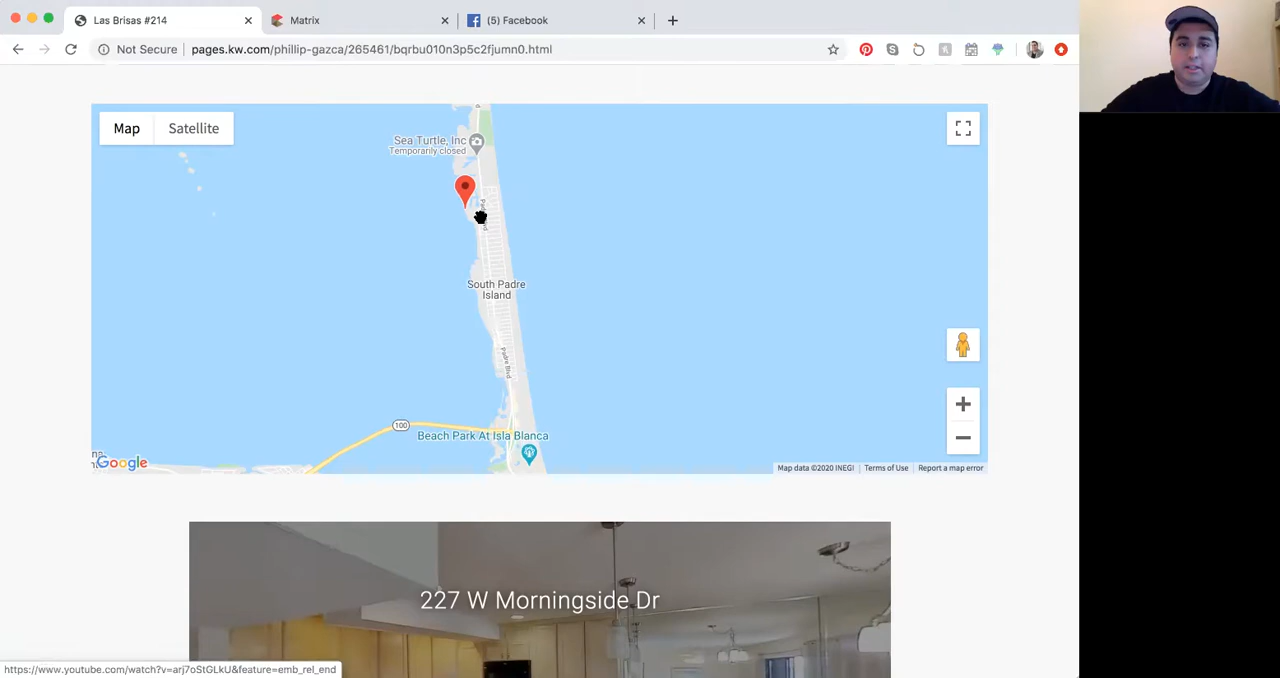 Las Brisas #214
Matrix
(5) Facebook
Not Secure
pages.kw.com/phillip-gazca/265461/bqrbu010n3p5c2fjumn0.html
Map
Satellite
Sea Turtle, Inc
Temporarily closed
South Padre
Island
Padre Blvd
100
Beach Park At Isla Blanca
Google
Map data ©2020 INEGI
Terms of Use
Report a map error
227 W Morningside Dr
https://www.youtube.com/watch?v=arj7oStGLkU&feature=emb_rel_end